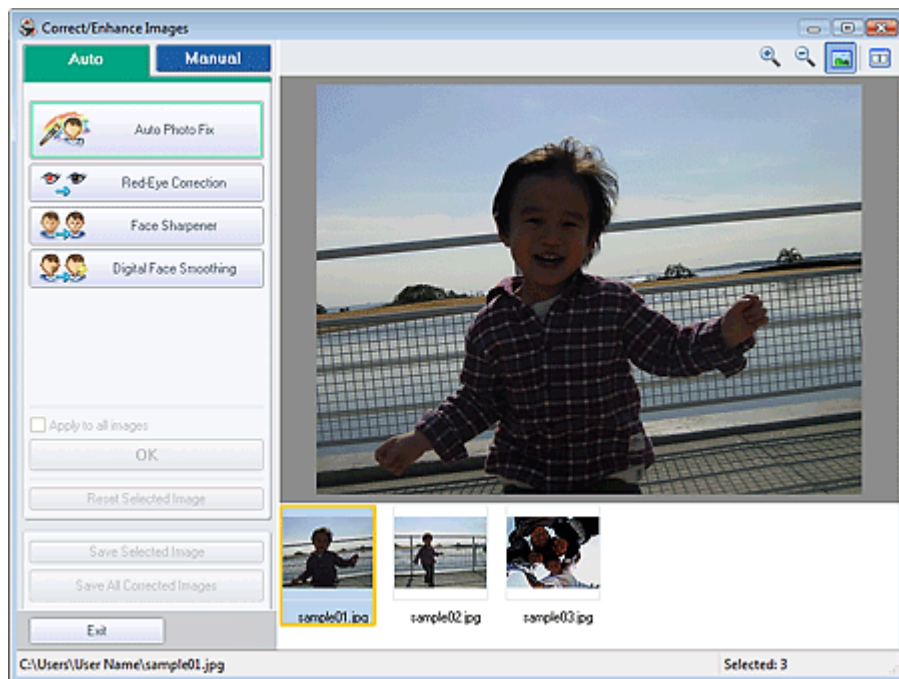 Correct/Enhance Images
Auto
Manual
Auto Photo Fix
Red-Eye Correction
Face Sharpener
Digital Face Smoothing
Apply to all images
OK
Reset Selected Image
Save Selected Image
Save All Corrected Images
Exit
sample01.jpg
sample02.jpg
sample03.jpg
C:\Users\User Name\sample01.jpg
Selected: 3